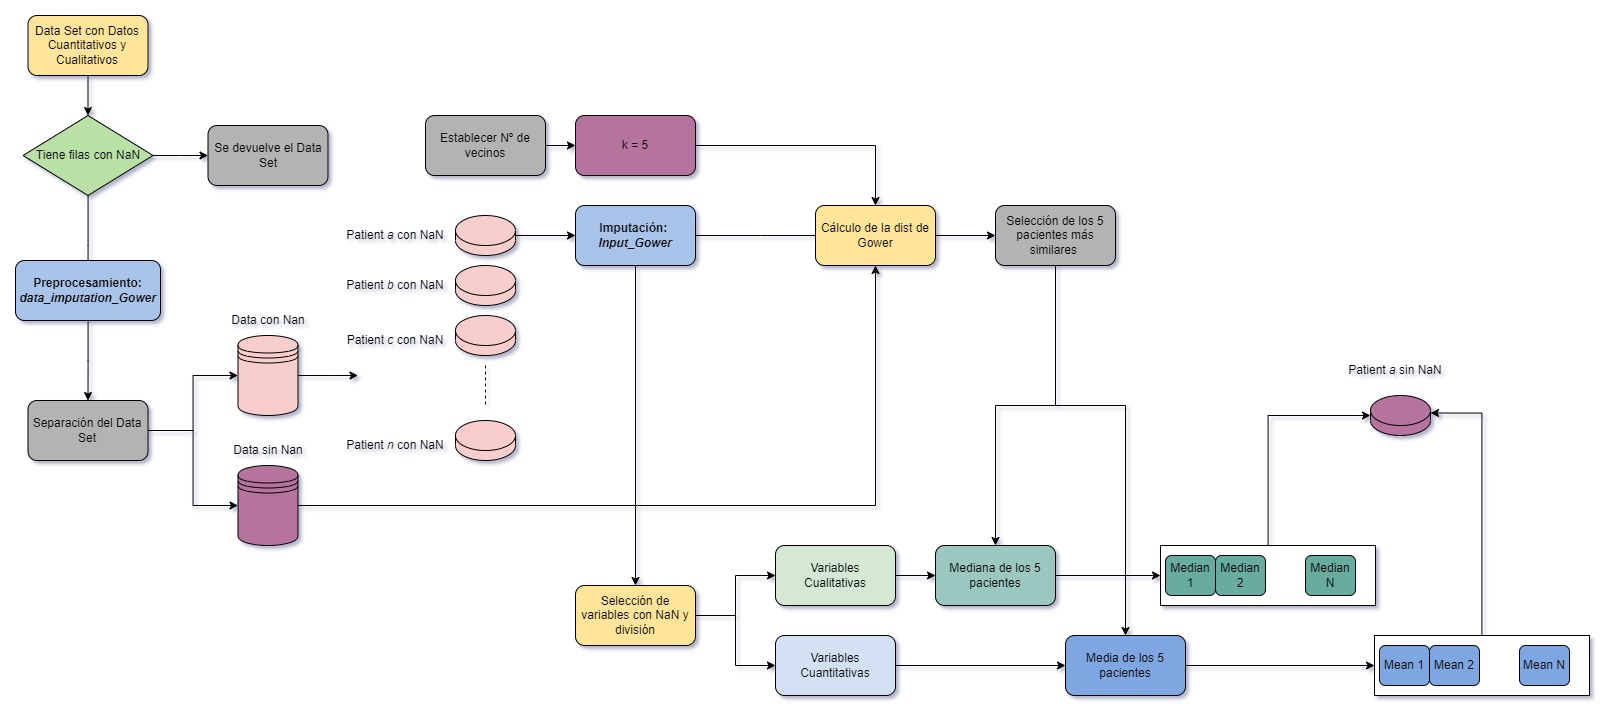 Data Set con Datos
Cuantitativos y
Cualitativos
Tiene filas con NaN
Se devuelve el Data
Set
Preprocesamiento:
data_imputation_Gower
Separación del Data
Set
Data con Nan
Data sin Nan
Establecer Nº de
vecinos
k = 5
Patient a con NaN
Patient b con NaN
Patient c con NaN
Patient n con NaN
Imputación:
Input_Gower
Cálculo de la dist de
Gower
Selección de los 5
pacientes más
similares
Selección de
variables con NaN y
división
Variables
Cualitativas
Mediana de los 5
pacientes
Median
1
Median
2
Median
N
Variables
Cuantitativas
Media de los 5
pacientes
Mean 1
Mean 2
Mean N
Patient a sin NaN